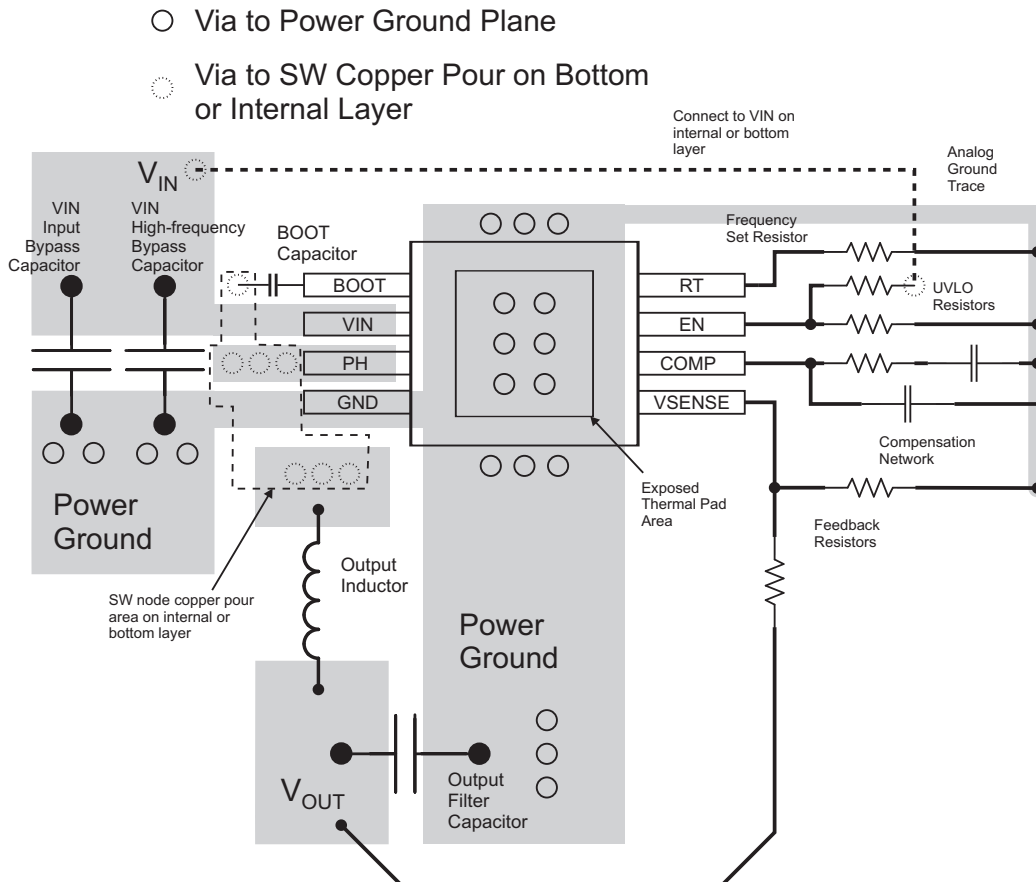 Via to Power Ground Plane
Via to SW Copper Pour on Bottom
or Internal Layer
Connect to VIN on
internal or bottom
layer
Analog
Ground
Trace
VIN
VIN
Input
Bypass
Capacitor
VIN
High-frequency
Bypass
Capacitor
BOOT
Capacitor
Frequency
Set Resistor
BOOT
VIN
PH
GND
RT
EN
COMP
VSENSE
UVLO
Resistors
Compensation
Network
Power
Ground
Exposed
Thermal Pad
Area
Feedback
Resistors
Output
Inductor
SW node copper pour
area on internal or
bottom layer
Power
Ground
VOUT
Output
Filter
Capacitor